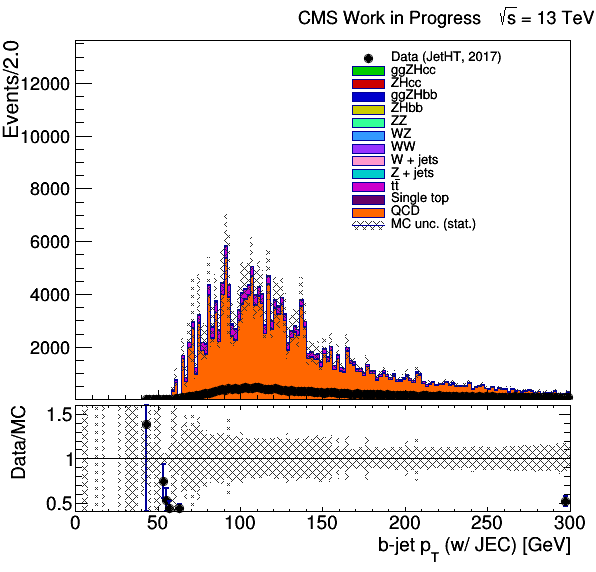 CMS Work in Progress √s = 13 TeV
Events/2.0
12000
10000
8000
6000
4000
2000
Data (JetHT, 2017)
ggZHcc
ZHcc
ggZHbb
ZHbb
ZZ
WZ
WW
W + jets
Z + jets
tt̄
Single top
QCD
MC unc. (stat.)
Data/MC
1.5
1
0.5
0 50 100 150 200 250 300
b-jet p_T (w/ JEC) [GeV]